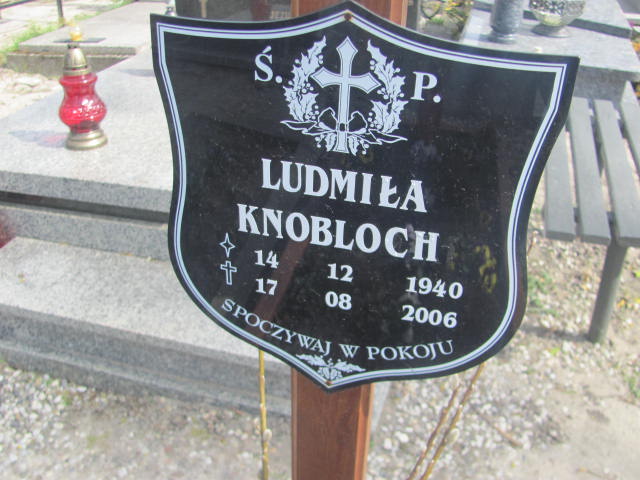 Ś. P.
LUDMIŁA
KNOBLOCH
14 12 1940
17 08 2006
SPOCZYWAJ W POKOJU